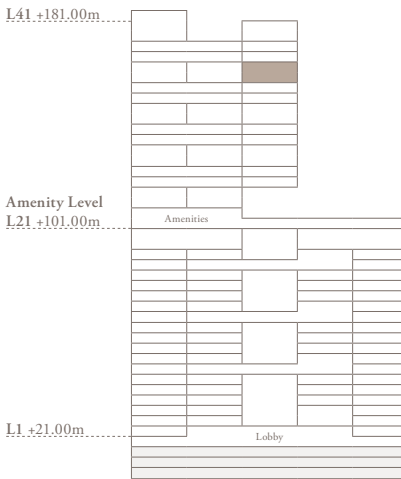 L41 +181.00m
Amenity Level
L21 +101.00m
Amenities
L1 +21.00m
Lobby